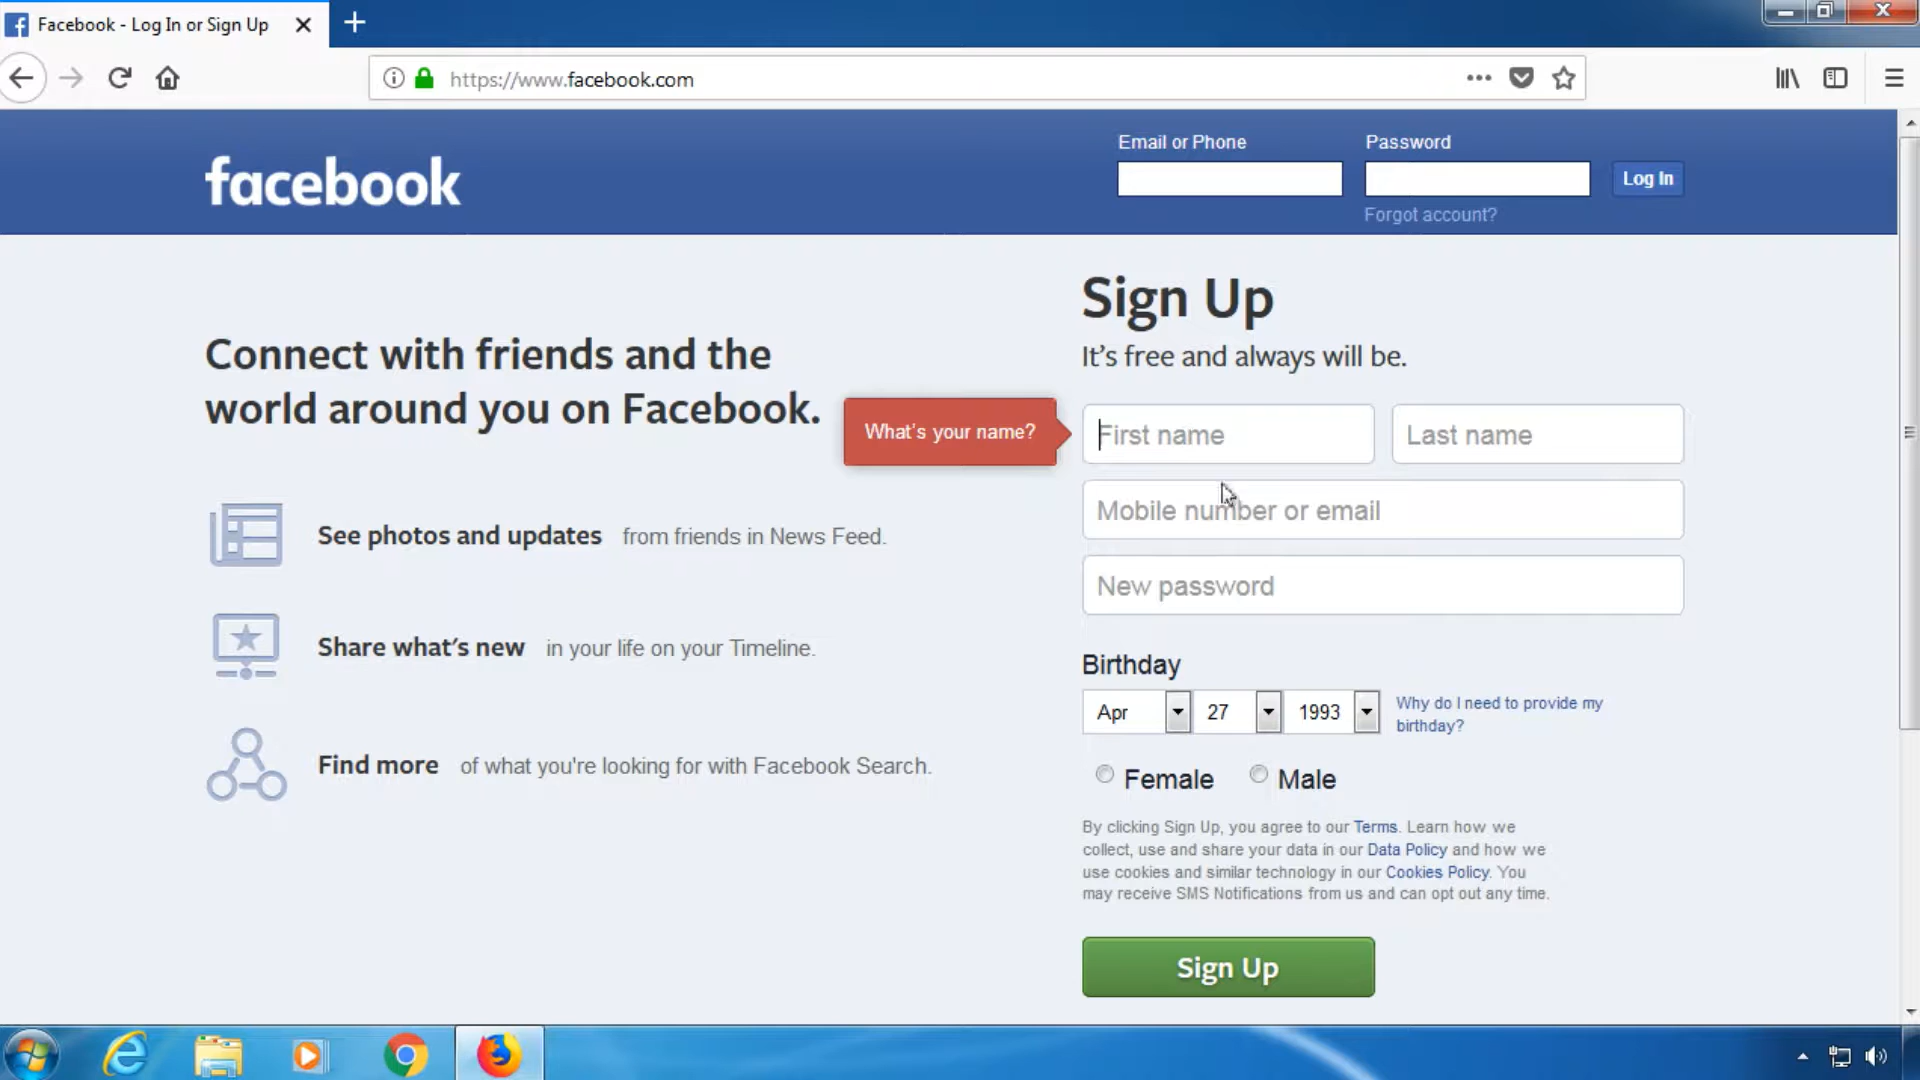 Facebook - Log In or Sign Up
https://www.facebook.com
Email or Phone
Password
facebook
Log In
Forgot account?
Sign Up
It's free and always will be.
Connect with friends and the
world around you on Facebook.
What's your name?
First name
Last name
Mobile number or email
See photos and updates from friends in News Feed.
New password
Share what's new in your life on your Timeline.
Birthday
Apr
27
1993
Why do I need to provide my
birthday?
Find more of what you're looking for with Facebook Search.
Female
Male
By clicking Sign Up, you agree to our Terms. Learn how we
collect, use and share your data in our Data Policy and how we
use cookies and similar technology in our Cookies Policy. You
may receive SMS Notifications from us and can opt out any time.
Sign Up